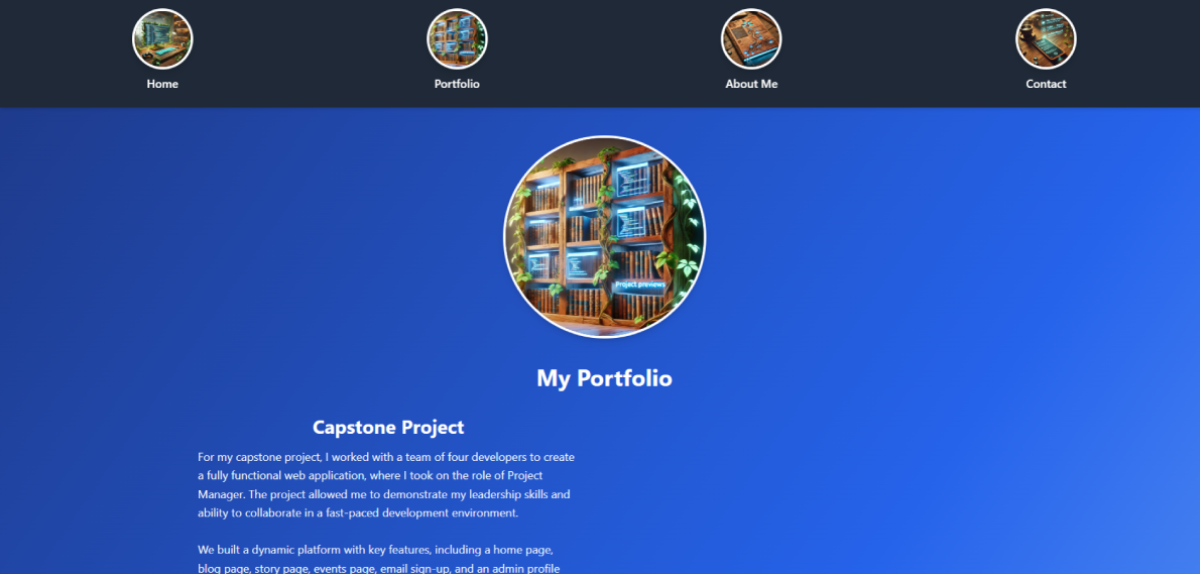 Home
Portfolio
About Me
Contact
Project previews
My Portfolio
Capstone Project
For my capstone project, I worked with a team of four developers to create
a fully functional web application, where I took on the role of Project
Manager. The project allowed me to demonstrate my leadership skills and
ability to collaborate in a fast-paced development environment.
We built a dynamic platform with key features, including a home page,
blog page, story page, events page, email sign-up, and an admin profile